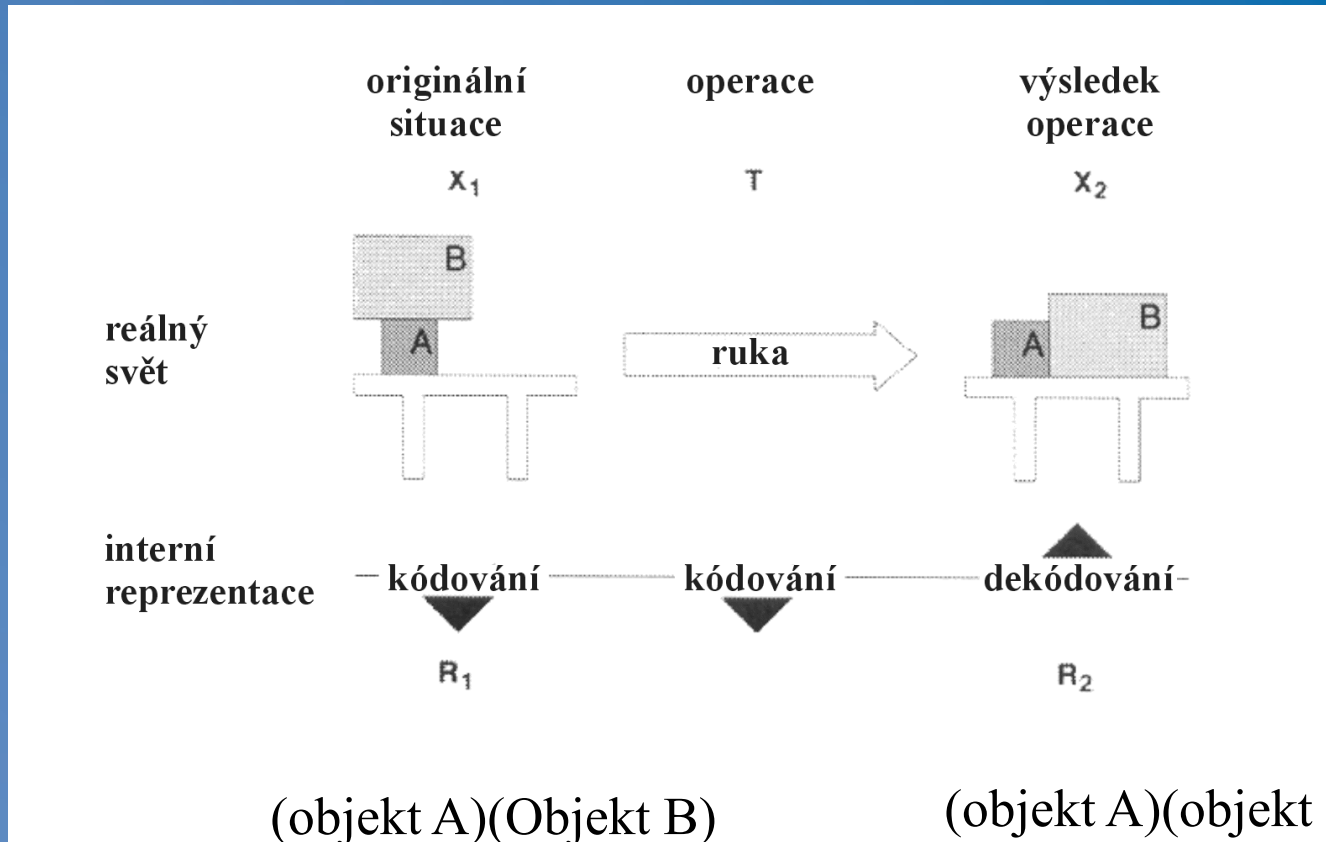 originální
situace
operace
výsledek
operace
X₁
T
X₂
B
A
reálný
svět
ruka
A
B
interní
reprezentace
kódování
kódování
dekódování
R₁
R₂
(objekt A)(Objekt B)
(objekt A)(objekt